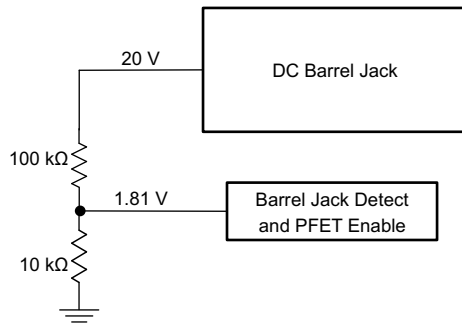 20 V
DC Barrel Jack
100 kΩ
1.81 V
Barrel Jack Detect
and PFET Enable
10 kΩ